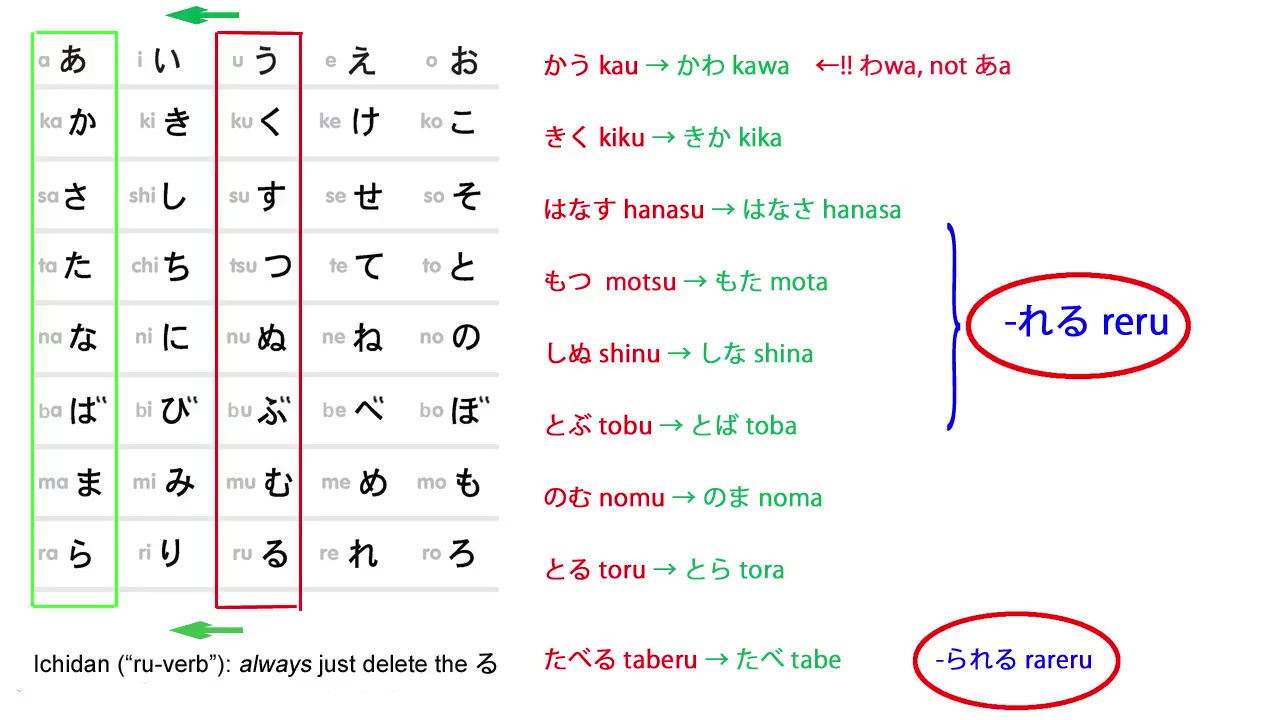 a あ i い u う e え o お
ka か ki き ku く ke け ko こ
sa さ shi し su す se せ so そ
ta た chi ち tsu つ te て to と
na な ni に nu ぬ ne ね no の
ba ば bi び bu ぶ be べ bo ぼ
ma ま mi み mu む me め mo も
ra ら ri り ru る re れ ro ろ
Ichidan (“ru-verb”): always just delete the る
かう kau → かわ kawa ←!! わwa, not あa
きく kiku → きか kika
はなす hanasu → はなさ hanasa
もつ motsu → もた mota
しぬ shinu → しな shina
とぶ tobu → とば toba
のむ nomu → のま noma
とる toru → とら tora
-れる reru
たべる taberu → たべ tabe
-られる rareru